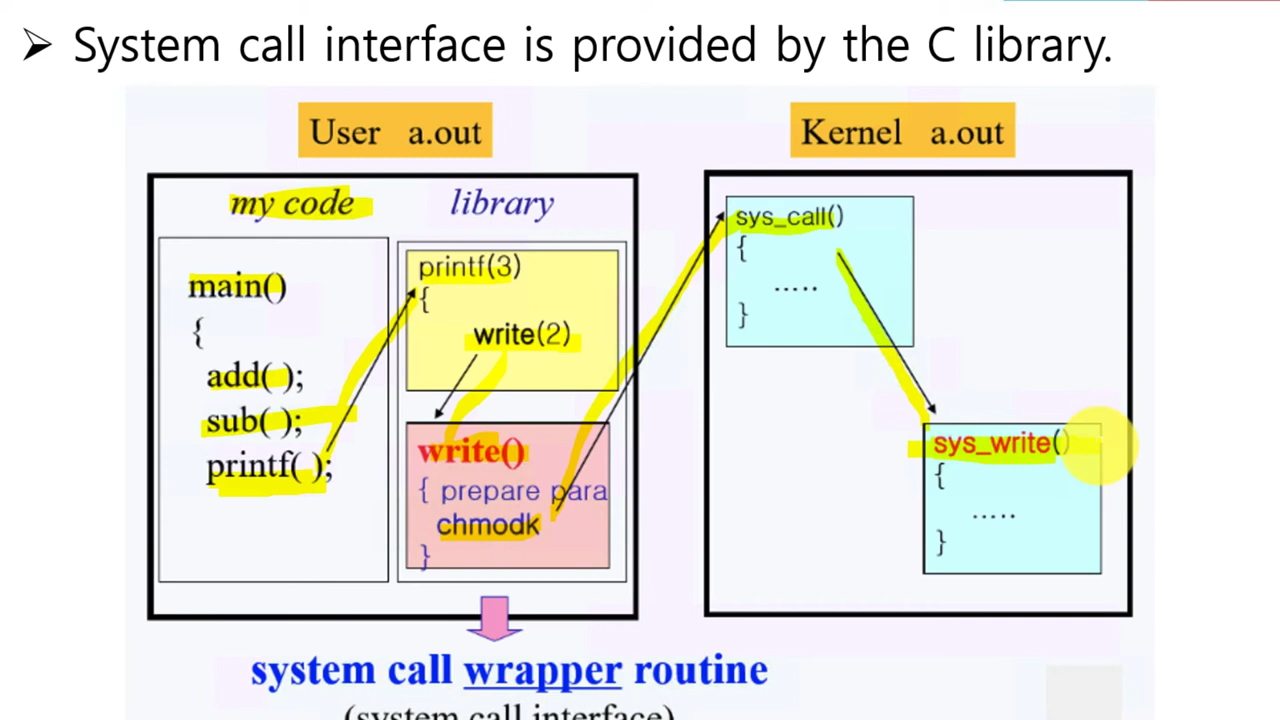 ➢ System call interface is provided by the C library.
User a.out
Kernel a.out
my code
library
main()
{
add( );
sub( );
printf( );
printf(3)
{
write(2)
write()
{ prepare para
chmodk
}
sys_call()
{
.....
}
sys_write()
{
.....
}
system call wrapper routine
(system call interface)